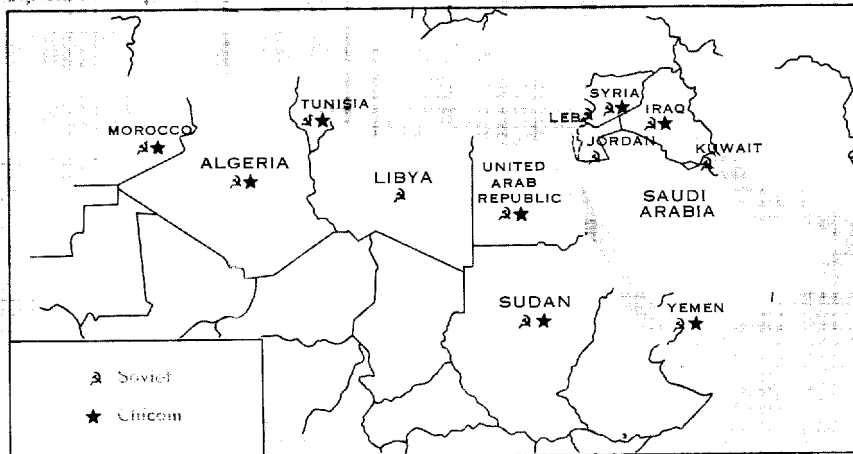 TUNISIA
SYRIA
LEB.
IRAQ
MOROCCO
JORDAN
KUWAIT
ALGERIA
LIBYA
UNITED
ARAB
REPUBLIC
SAUDI
ARABIA
SUDAN
YEMEN
Soviet
Chicom